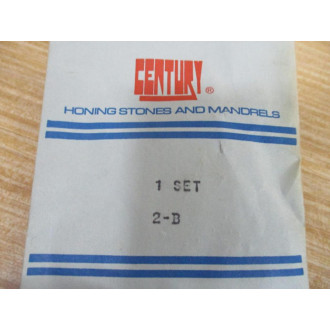 CENTURY ®
HONING STONES AND MANDRELS
1 SET
2-B